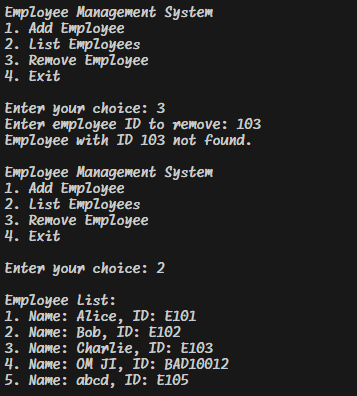 Employee Management System
1. Add Employee
2. List Employees
3. Remove Employee
4. Exit
Enter your choice: 3
Enter employee ID to remove: 103
Employee with ID 103 not found.
Employee Management System
1. Add Employee
2. List Employees
3. Remove Employee
4. Exit
Enter your choice: 2
Employee List:
1. Name: Alice, ID: E101
2. Name: Bob, ID: E102
3. Name: Charlie, ID: E103
4. Name: OM JI, ID: BAD10012
5. Name: abcd, ID: E105